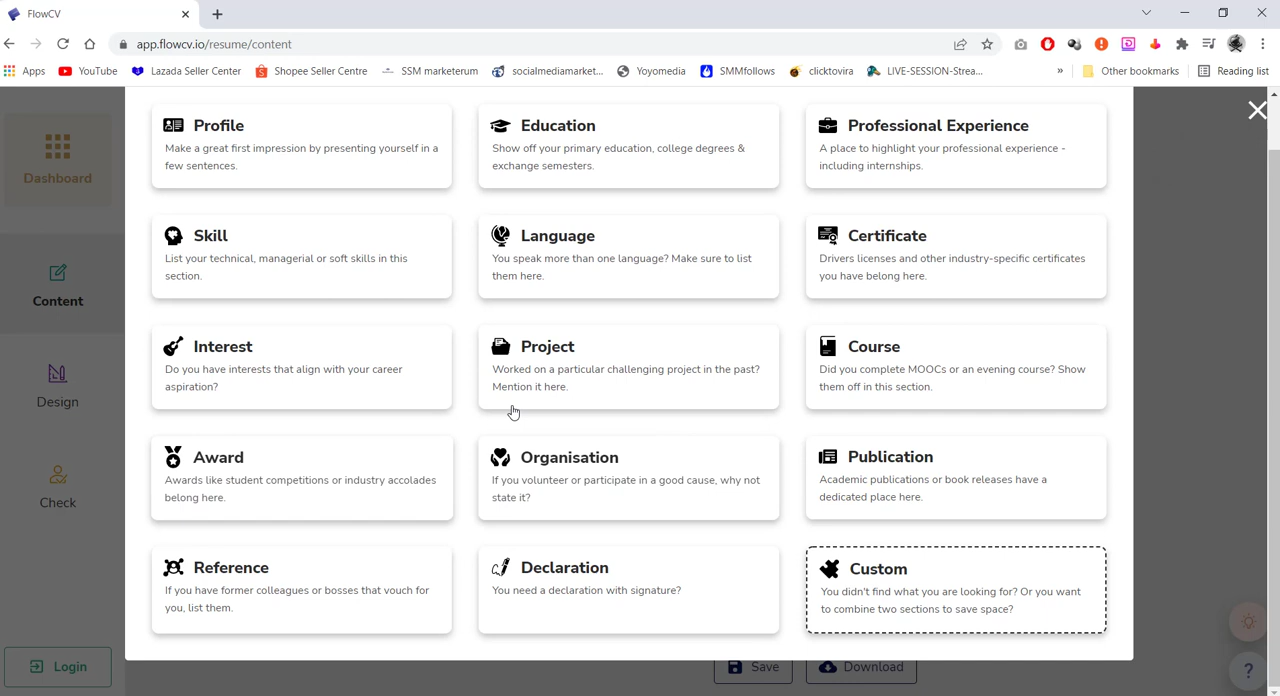 FlowCV
app.flowcv.io/resume/content
Apps
YouTube
Lazada Seller Center
Shopee Seller Centre
SSM marketerum
socialmediamarket...
Yoyomedia
SMMfollows
clicktovira
LIVE-SESSION-Strea...
»
Other bookmarks
Reading list
Dashboard
Content
Design
Check
Login
Profile
Make a great first impression by presenting yourself in a
few sentences.
Education
Show off your primary education, college degrees &
exchange semesters.
Professional Experience
A place to highlight your professional experience -
including internships.
Skill
List your technical, managerial or soft skills in this
section.
Language
You speak more than one language? Make sure to list
them here.
Certificate
Drivers licenses and other industry-specific certificates
you have belong here.
Interest
Do you have interests that align with your career
aspiration?
Project
Worked on a particular challenging project in the past?
Mention it here.
Course
Did you complete MOOCs or an evening course? Show
them off in this section.
Award
Awards like student competitions or industry accolades
belong here.
Organisation
If you volunteer or participate in a good cause, why not
state it?
Publication
Academic publications or book releases have a
dedicated place here.
Reference
If you have former colleagues or bosses that vouch for
you, list them.
Declaration
You need a declaration with signature?
Custom
You didn't find what you are looking for? Or you want
to combine two sections to save space?
Save
Download
?